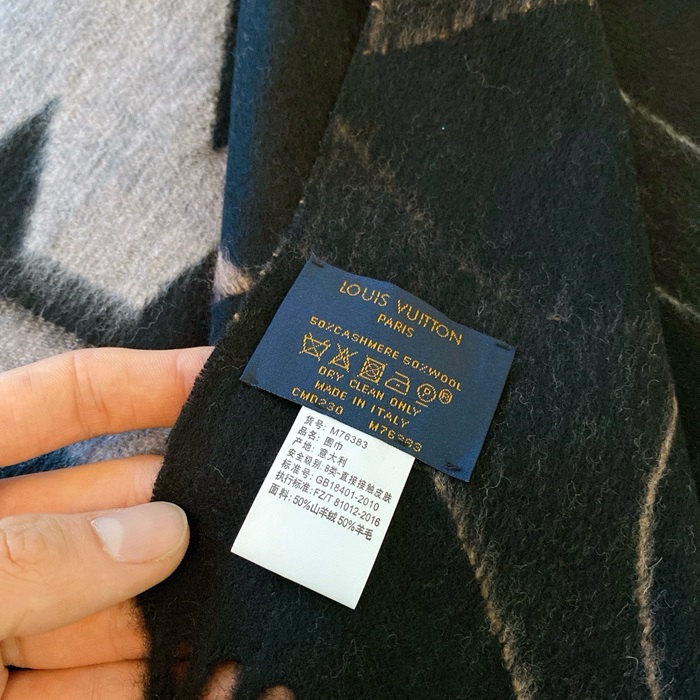 LOUIS VUITTON
PARIS
50%CASHMERE 50%WOOL
DRY CLEAN ONLY
MADE IN ITALY
CMD230 M76383
货号: M76383
品名: 围巾
产地: 意大利
安全级别: B类-直接接触皮肤
标准号: GB18401-2010
执行标准: FZ/T 81012-2016
面料: 50%山羊绒 50%羊毛